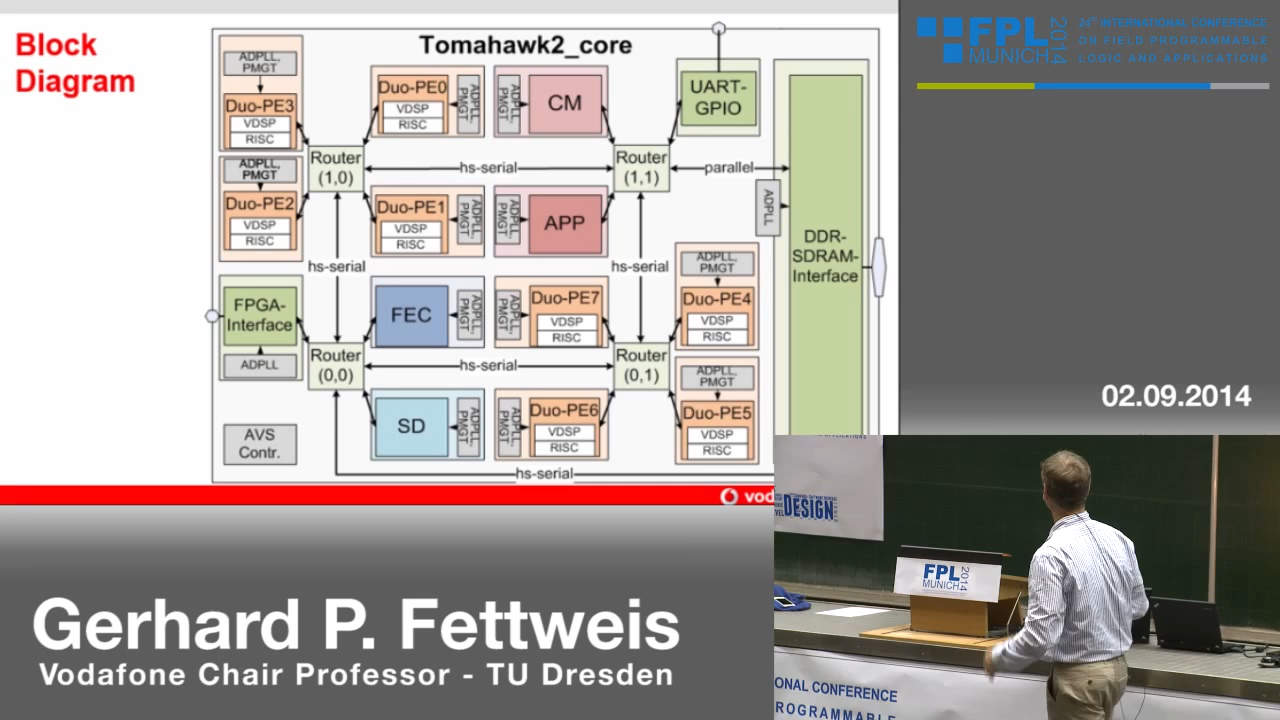 Block
Diagram
Tomahawk2_core
ADPLL,
PMGT
Duo-PE3
VDSP
RISC
ADPLL,
PMGT
Duo-PE2
VDSP
RISC
FPGA-
Interface
ADPLL
AVS
Contr.
Router
(1,0)
hs-serial
Router
(0,0)
Duo-PE0
VDSP
RISC
ADPLL,
PMGT
ADPLL,
PMGT
CM
hs-serial
Duo-PE1
VDSP
RISC
ADPLL,
PMGT
ADPLL,
PMGT
APP
FEC
ADPLL,
PMGT
ADPLL,
PMGT
Duo-PE7
VDSP
RISC
hs-serial
SD
ADPLL,
PMGT
ADPLL,
PMGT
Duo-PE6
VDSP
RISC
hs-serial
Router
(1,1)
hs-serial
Router
(0,1)
UART-
GPIO
parallel
ADPLL
DDR-
SDRAM-
Interface
ADPLL,
PMGT
Duo-PE4
VDSP
RISC
ADPLL,
PMGT
Duo-PE5
VDSP
RISC
vod
FPL
MUNICH
2014
24th INTERNATIONAL CONFERENCE
ON FIELD PROGRAMMABLE
LOGIC AND APPLICATIONS
02.09.2014
Gerhard P. Fettweis
Vodafone Chair Professor - TU Dresden
DESIGN
FPL
MUNICH
2014
ONAL CONFERENCE
ROGRAMMABLE